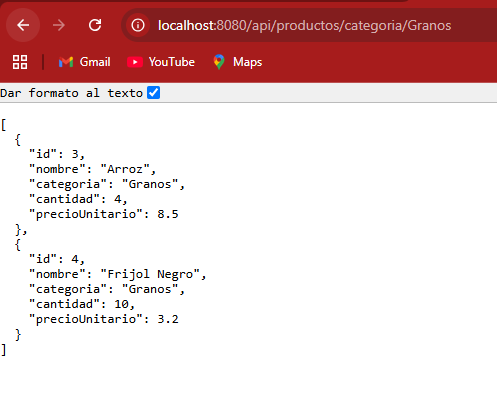 localhost:8080/api/productos/categoria/Granos
Gmail YouTube Maps
Dar formato al texto
[
  {
    "id": 3,
    "nombre": "Arroz",
    "categoria": "Granos",
    "cantidad": 4,
    "precioUnitario": 8.5
  },
  {
    "id": 4,
    "nombre": "Frijol Negro",
    "categoria": "Granos",
    "cantidad": 10,
    "precioUnitario": 3.2
  }
]